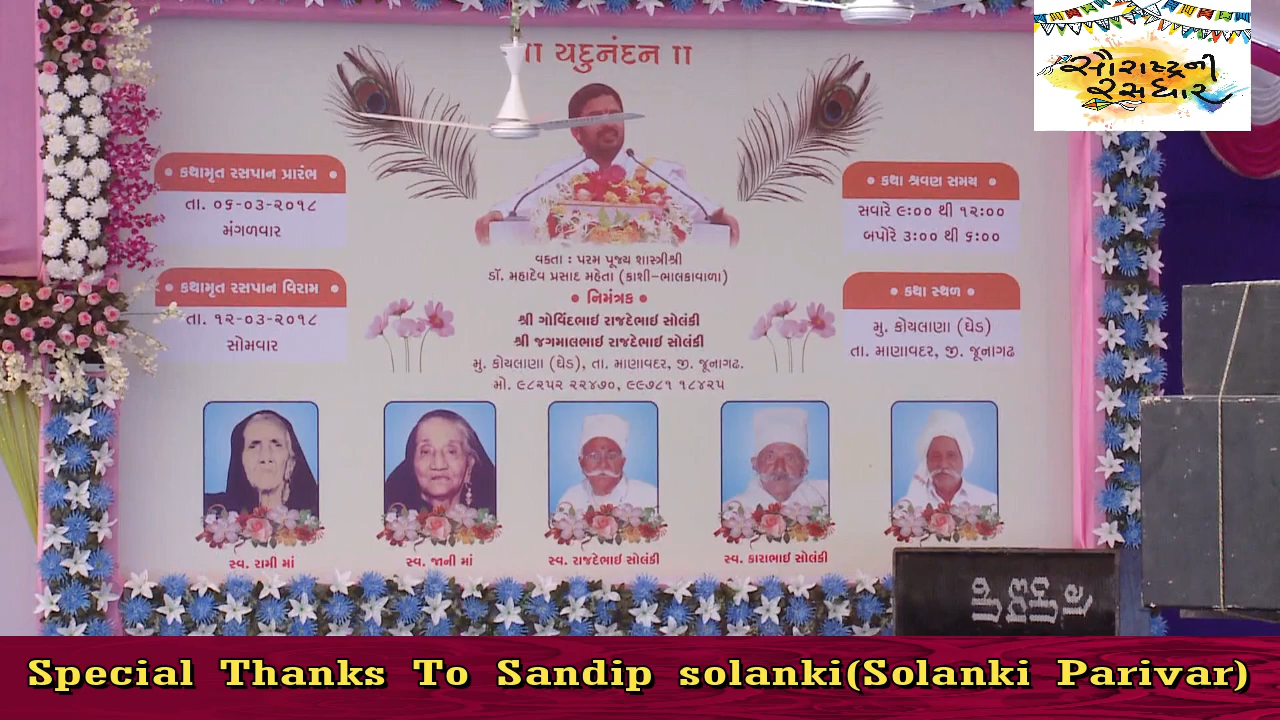 ॥ યદુનંદન ॥
સૌરાષ્ટ્રની
રસધાર
• કથામૃત રસપાન પ્રારંભ •
તા. ૦૬-૦૩-૨૦૧૮
મંગળવાર
• કથા શ્રવણ સમય •
સવારે ૯:૦૦ થી ૧૨:૦૦
બપોરે ૩:૦૦ થી ૬:૦૦
વકતા : પરમ પૂજ્ય શાસ્ત્રીશ્રી
ડૉ. મહાદેવ પ્રસાદ મહેતા (કાશી-ભાલકાવાળા)
• નિમંત્રક •
શ્રી ગોવિંદભાઇ રાજદેભાઇ સોલંકી
શ્રી જગમાલભાઇ રાજદેભાઇ સોલંકી
મુ. કોયલાણા (ઘેડ), તા. માણાવદર, જી. જૂનાગઢ.
મો. ૯૮૨૫૨ ૨૨૪૭૦, ૯૯૭૮૧ ૧૮૪૨૫
• કથામૃત રસપાન વિરામ •
તા. ૧૨-૦૩-૨૦૧૮
સોમવાર
• કથા સ્થળ •
મુ. કોયલાણા (ઘેડ)
તા. માણાવદર, જી. જૂનાગઢ
સ્વ. રામી માં
સ્વ. જાની માં
સ્વ. રાજદેભાઈ સોલંકી
સ્વ. કારાભાઈ સોલંકી
Special Thanks To Sandip solanki(Solanki Parivar)